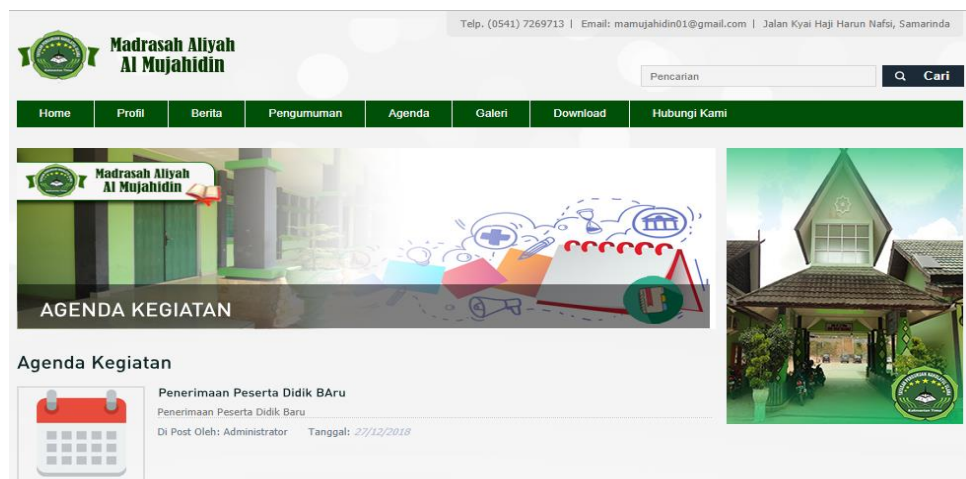 Telp. (0541) 7269713 | Email: mamujahidin01@gmail.com | Jalan Kyai Haji Harun Nafsi, Samarinda
Madrasah Aliyah
Al Mujahidin
Pencarian
Cari
Home Profil Berita Pengumuman Agenda Galeri Download Hubungi Kami
Madrasah Aliyah
Al Mujahidin
AGENDA KEGIATAN
Agenda Kegiatan
Penerimaan Peserta Didik BAru
Penerimaan Peserta Didik Baru
Di Post Oleh: Administrator Tanggal: 27/12/2018